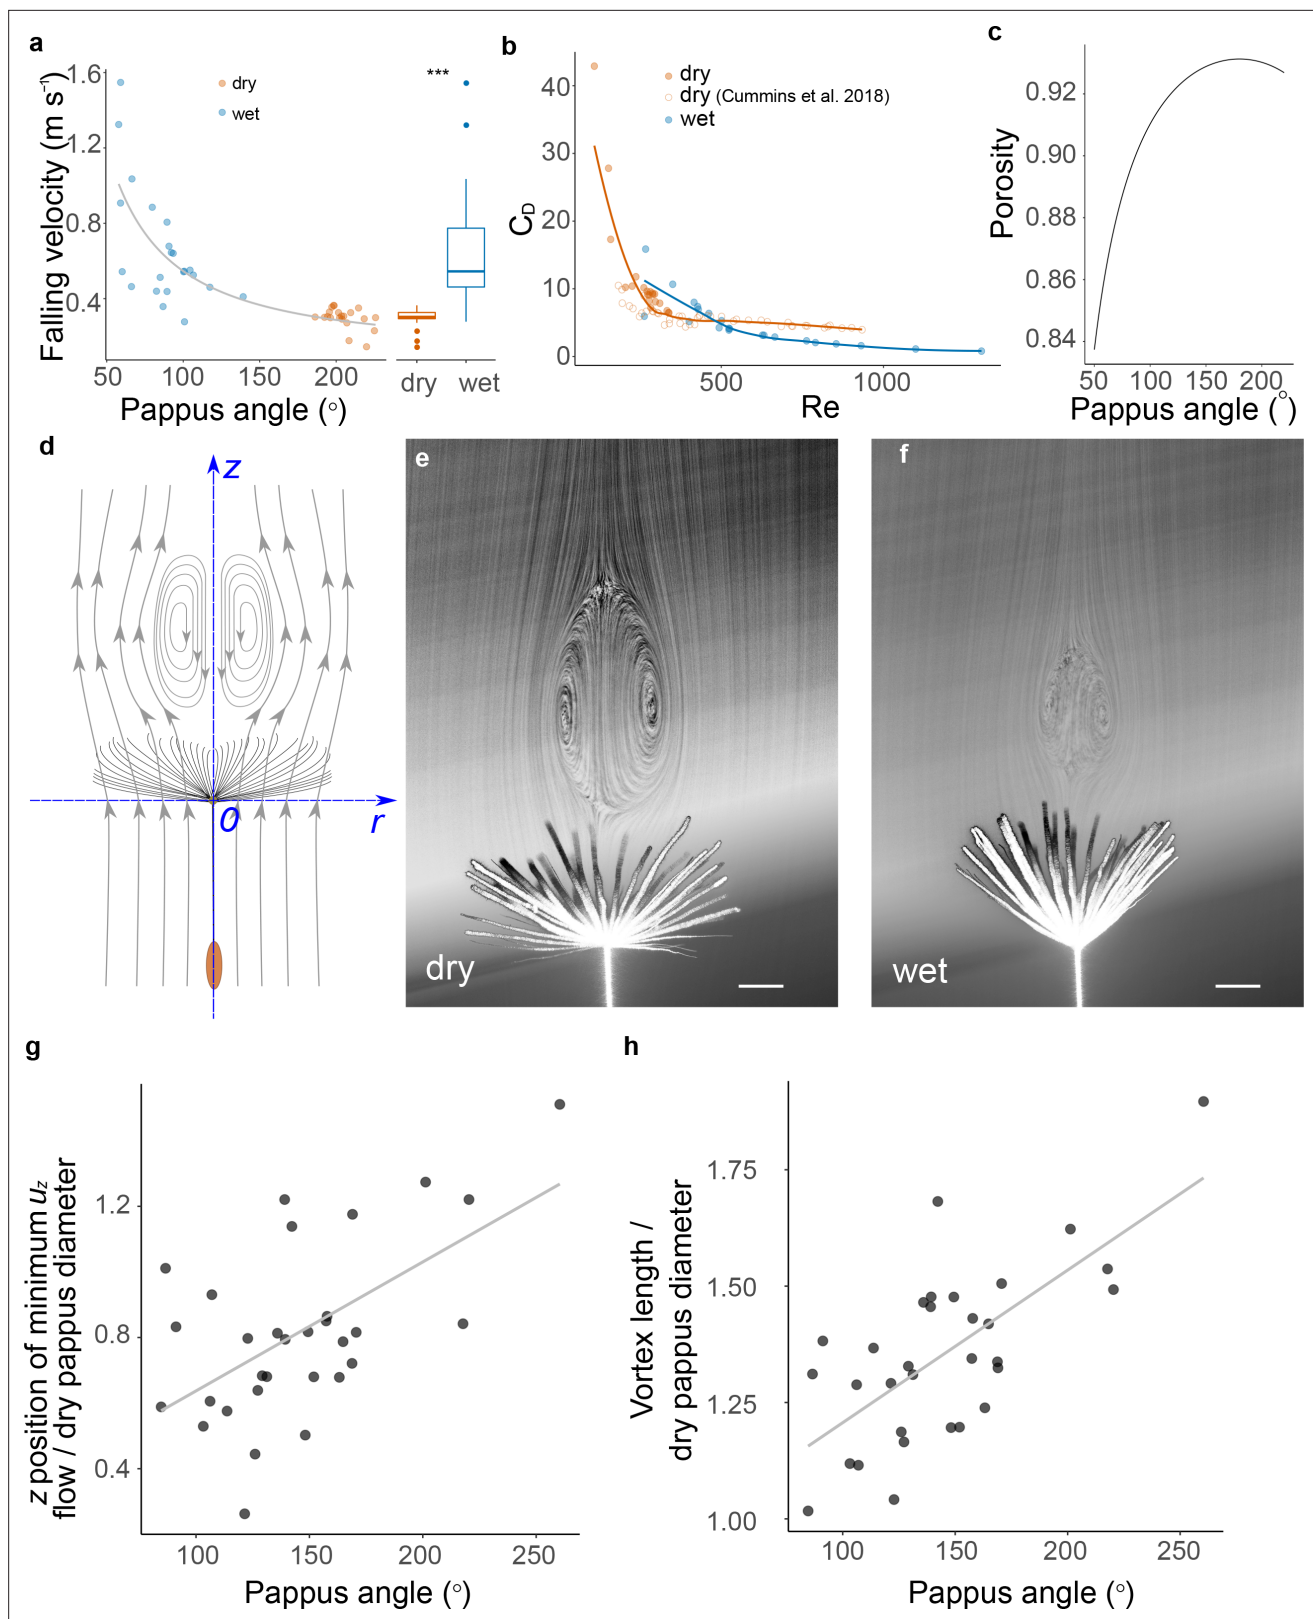 a
Falling velocity (m s⁻¹)
1.6
1.2
0.8
0.4
dry
wet
***
50
100
150
200
dry
wet
Pappus angle (°)
b
C_D
40
30
20
10
0
dry
dry (Cummins et al. 2018)
wet
500
1000
Re
c
Porosity
0.92
0.90
0.88
0.86
0.84
50
100
150
200
Pappus angle (°)
d
z
0
r
e
dry
f
wet
g
z position of minimum u_z
flow / dry pappus diameter
1.2
0.8
0.4
100
150
200
250
Pappus angle (°)
h
Vortex length /
dry pappus diameter
1.75
1.50
1.25
1.00
100
150
200
250
Pappus angle (°)